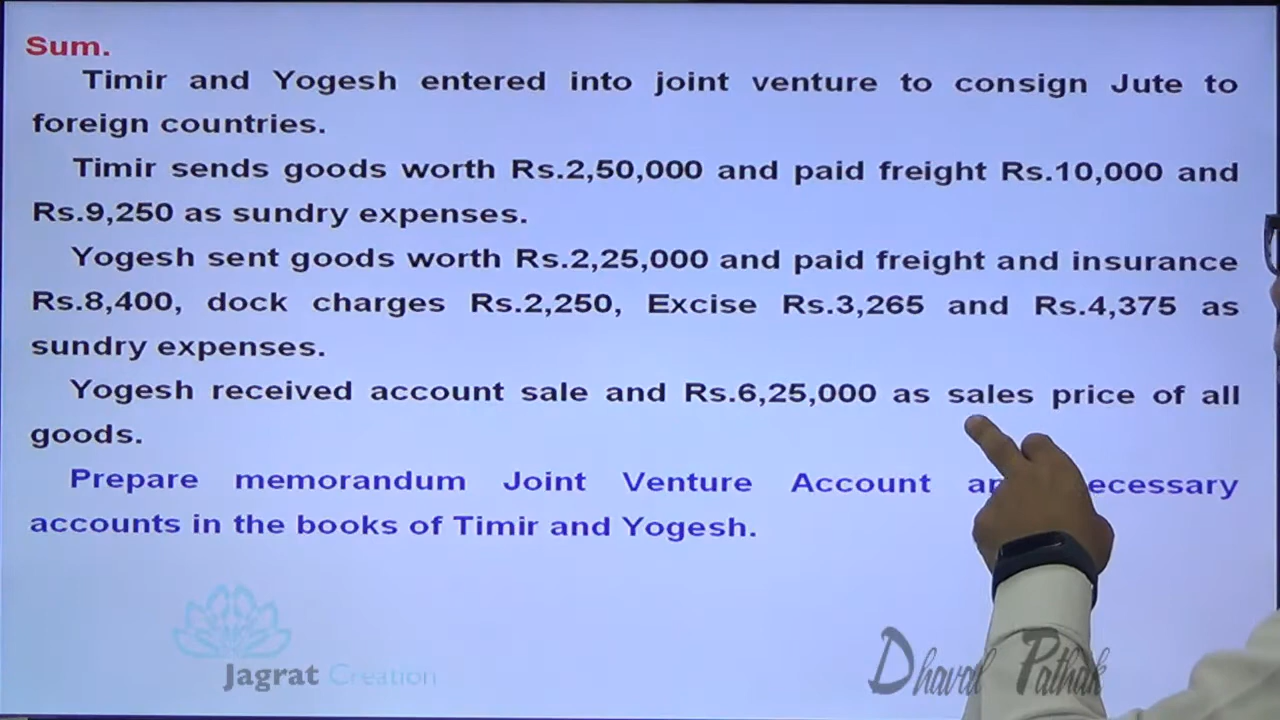 Sum.
Timir and Yogesh entered into joint venture to consign Jute to
foreign countries.
Timir sends goods worth Rs.2,50,000 and paid freight Rs.10,000 and
Rs.9,250 as sundry expenses.
Yogesh sent goods worth Rs.2,25,000 and paid freight and insurance
Rs.8,400, dock charges Rs.2,250, Excise Rs.3,265 and Rs.4,375 as
sundry expenses.
Yogesh received account sale and Rs.6,25,000 as sales price of all
goods.
Prepare memorandum Joint Venture Account
accounts in the books of Timir and Yogesh.
Jagrat Creation
Dhaval Pathak